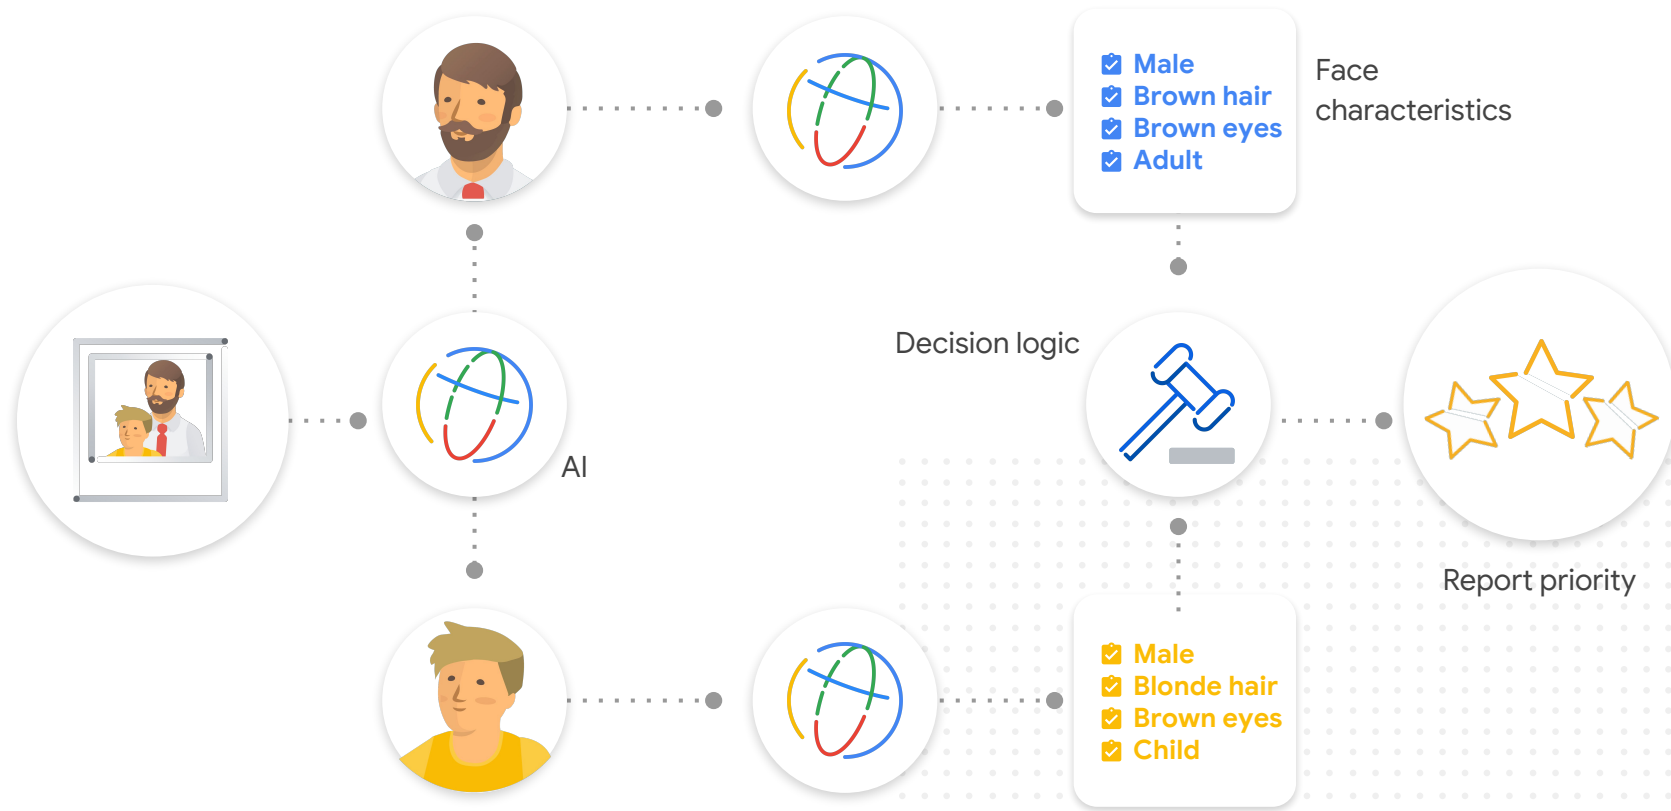 Male
Brown hair
Brown eyes
Adult
Face
characteristics
Decision logic
AI
Report priority
Male
Blonde hair
Brown eyes
Child